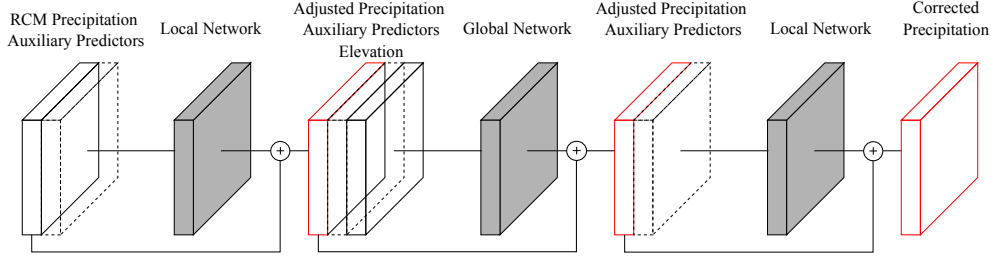 RCM Precipitation
Auxiliary Predictors
Local Network
Adjusted Precipitation
Auxiliary Predictors
Elevation
Global Network
Adjusted Precipitation
Auxiliary Predictors
Local Network
Corrected
Precipitation
+
+
+